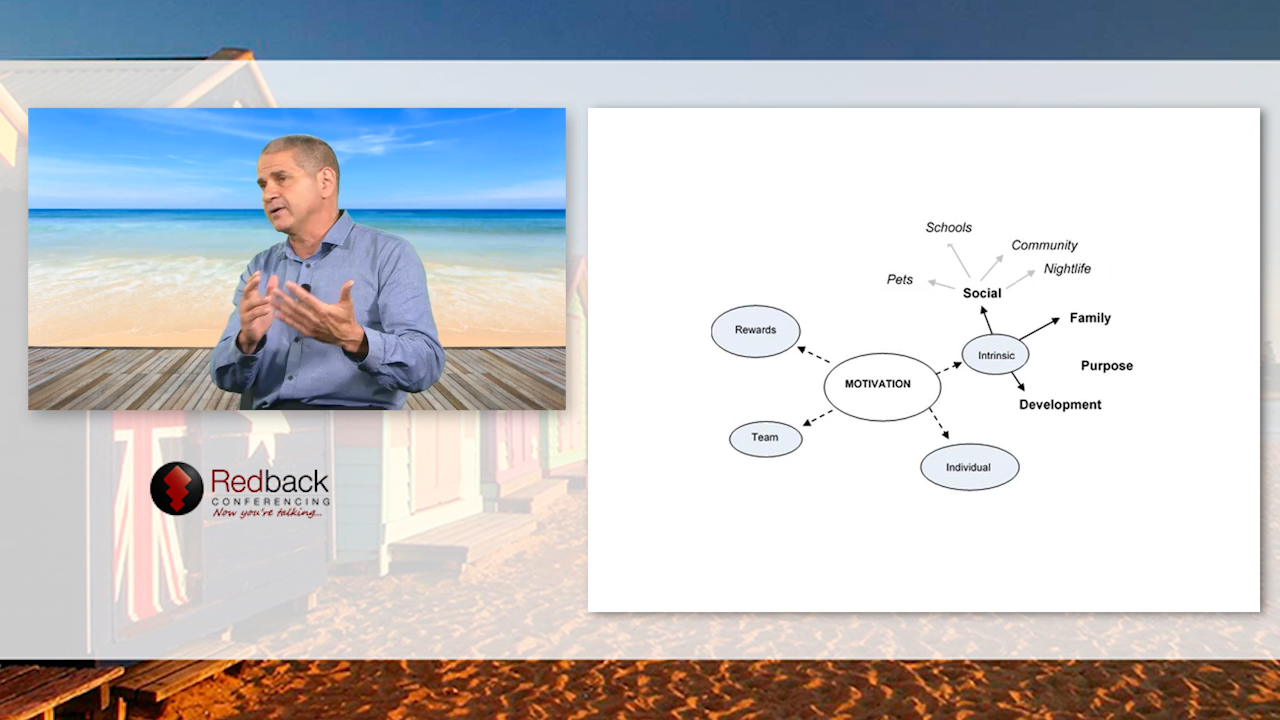 Redback
CONFERENCING
Now you're talking...
Schools
Community
Nightlife
Pets
Social
Family
Rewards
Intrinsic
Purpose
MOTIVATION
Development
Team
Individual